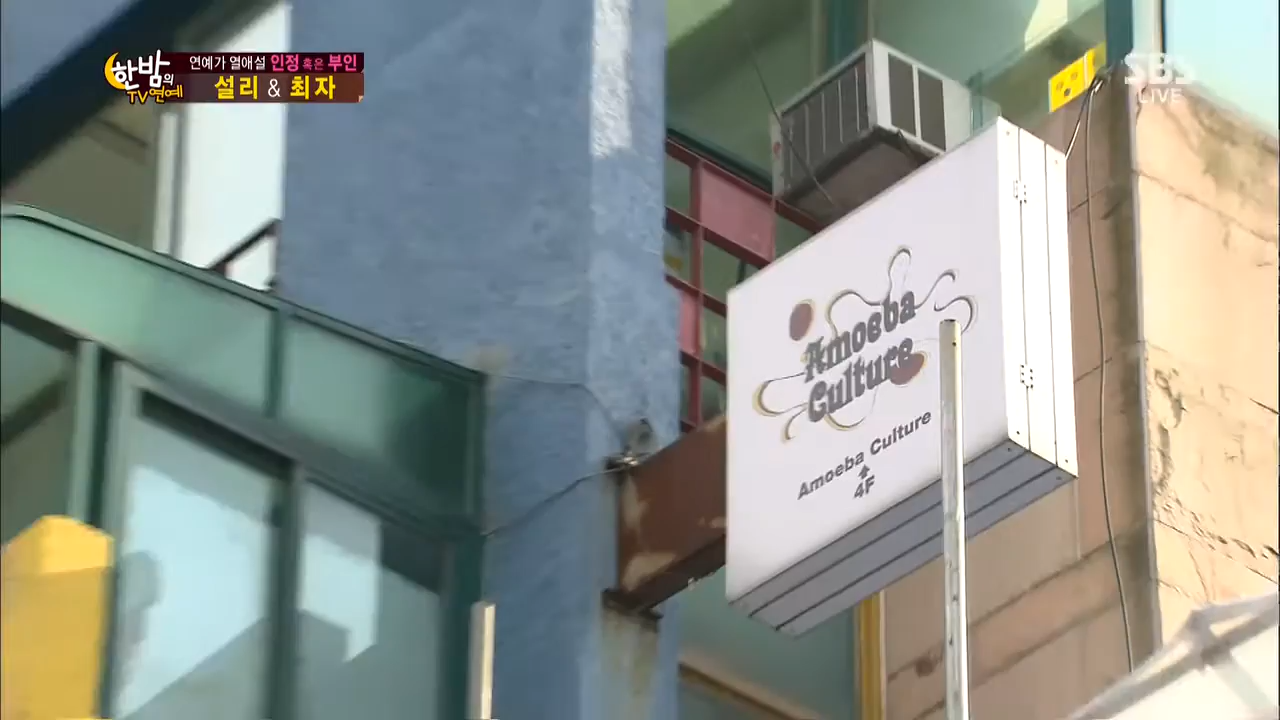 한밤의
TV연예
연예가 열애설 인정 혹은 부인
설리 & 최자
SBS
LIVE
Amoeba
Culture
Amoeba Culture
4F